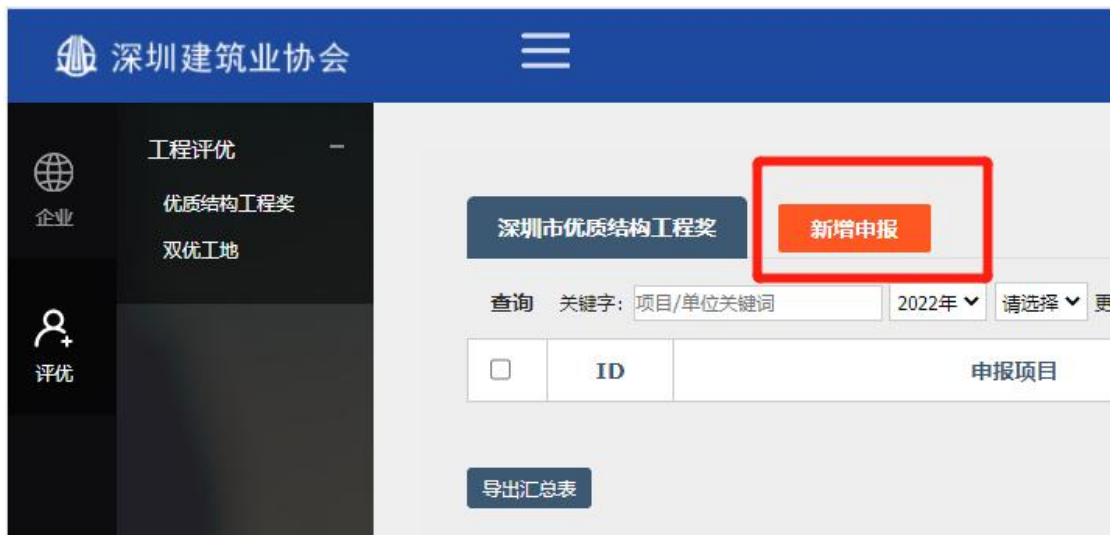 深圳建筑业协会
企业
评优
工程评优
优质结构工程奖
双优工地
深圳市优质结构工程奖 新增申报
查询 关键字: 项目/单位关键词 2022年 请选择 更
ID 申报项目
导出汇总表